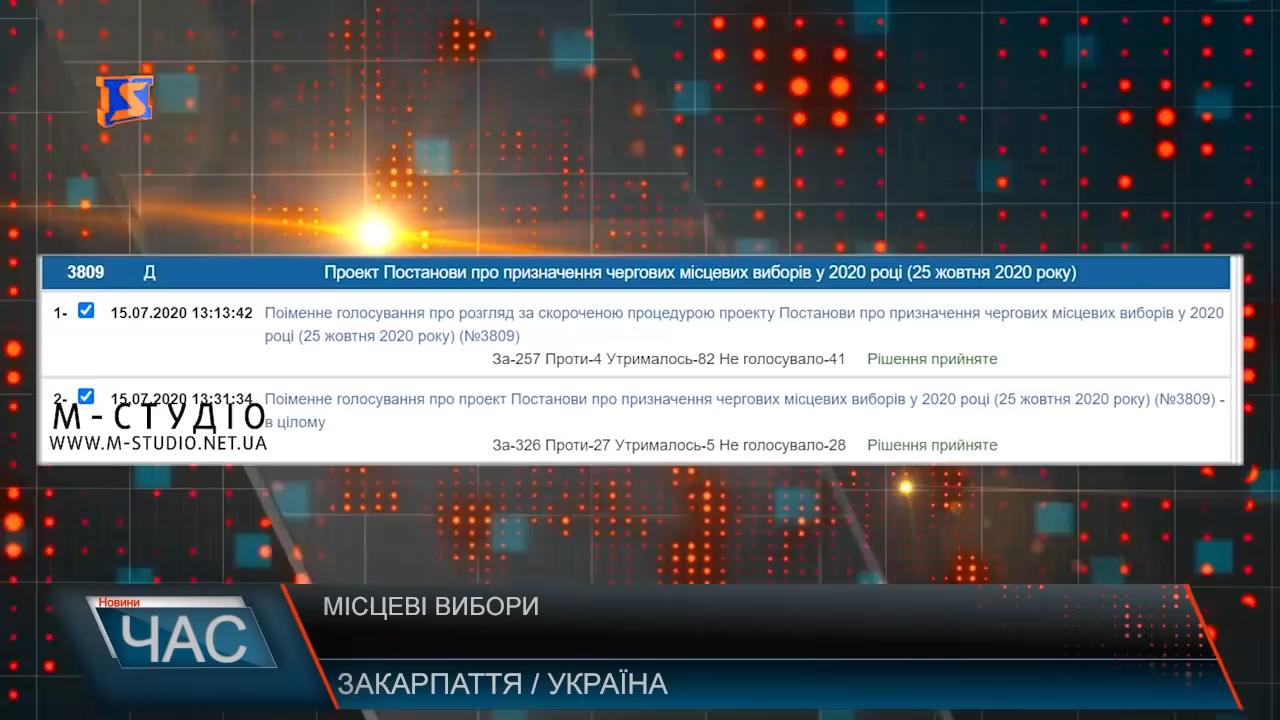 3809 Д Проект Постанови про призначення чергових місцевих виборів у 2020 році (25 жовтня 2020 року)
1- 15.07.2020 13:13:42 Поіменне голосування про розгляд за скороченою процедурою проекту Постанови про призначення чергових місцевих виборів у 2020
році (25 жовтня 2020 року) (№3809)
За-257 Проти-4 Утрималось-82 Не голосувало-41 Рішення прийняте
2- 15.07.2020 13:31:34 Поіменне голосування про проект Постанови про призначення чергових місцевих виборів у 2020 році (25 жовтня 2020 року) (№3809) -
в цілому
За-326 Проти-27 Утрималось-5 Не голосувало-28 Рішення прийняте
М-СТУДІО
WWW.M-STUDIO.NET.UA
Новини
ЧАС
МІСЦЕВІ ВИБОРИ
ЗАКАРПАТТЯ / УКРАЇНА